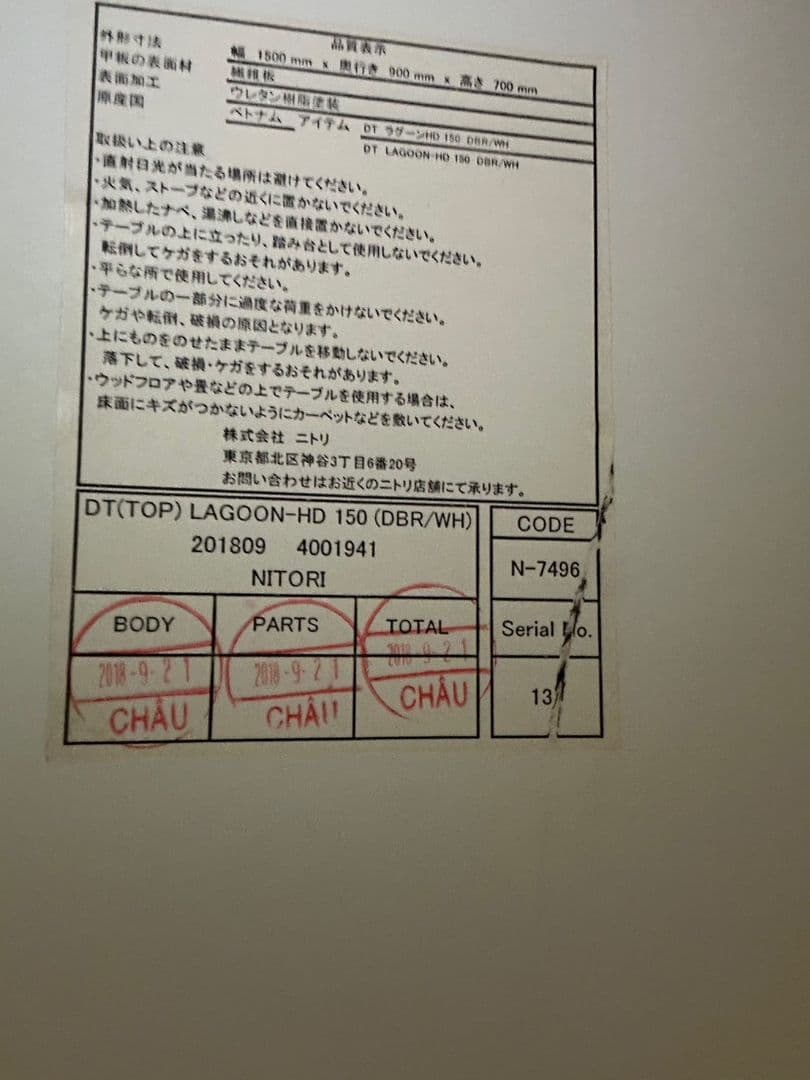 品質表示
外形寸法 幅 1500 mm x 奥行き 900 mm x 高さ 700 mm
甲板の表面材 繊維板
表面加工 ウレタン樹脂塗装
原産国 ベトナム アイテム DT ラグーンHD 150 DBR/WH
DT LAGOON-HD 150 DBR/WH
取扱い上の注意
・直射日光が当たる場所は避けてください。
・火気、ストーブなどの近くに置かないでください。
・加熱したナベ、湯沸しなどを直接置かないでください。
・テーブルの上に立ったり、踏み台として使用しないでください。
転倒してケガをするおそれがあります。
・平らな所で使用してください。
・テーブルの一部分に過度な荷重をかけないでください。
ケガや転倒、破損の原因となります。
・上にものをのせたままテーブルを移動しないでください。
落下して、破損・ケガをするおそれがあります。
・ウッドフロアや畳などの上でテーブルを使用する場合は、
床面にキズがつかないようにカーペットなどを敷いてください。
株式会社 ニトリ
東京都北区神谷3丁目6番20号
お問い合わせはお近くのニトリ店舗にて承ります。
DT(TOP) LAGOON-HD 150 (DBR/WH)
201809 4001941
NITORI
CODE
N-7496
BODY PARTS TOTAL
Serial No.
2018-9-21 2018-9-21 2018-9-21
CHÂU CHÂU CHÂU